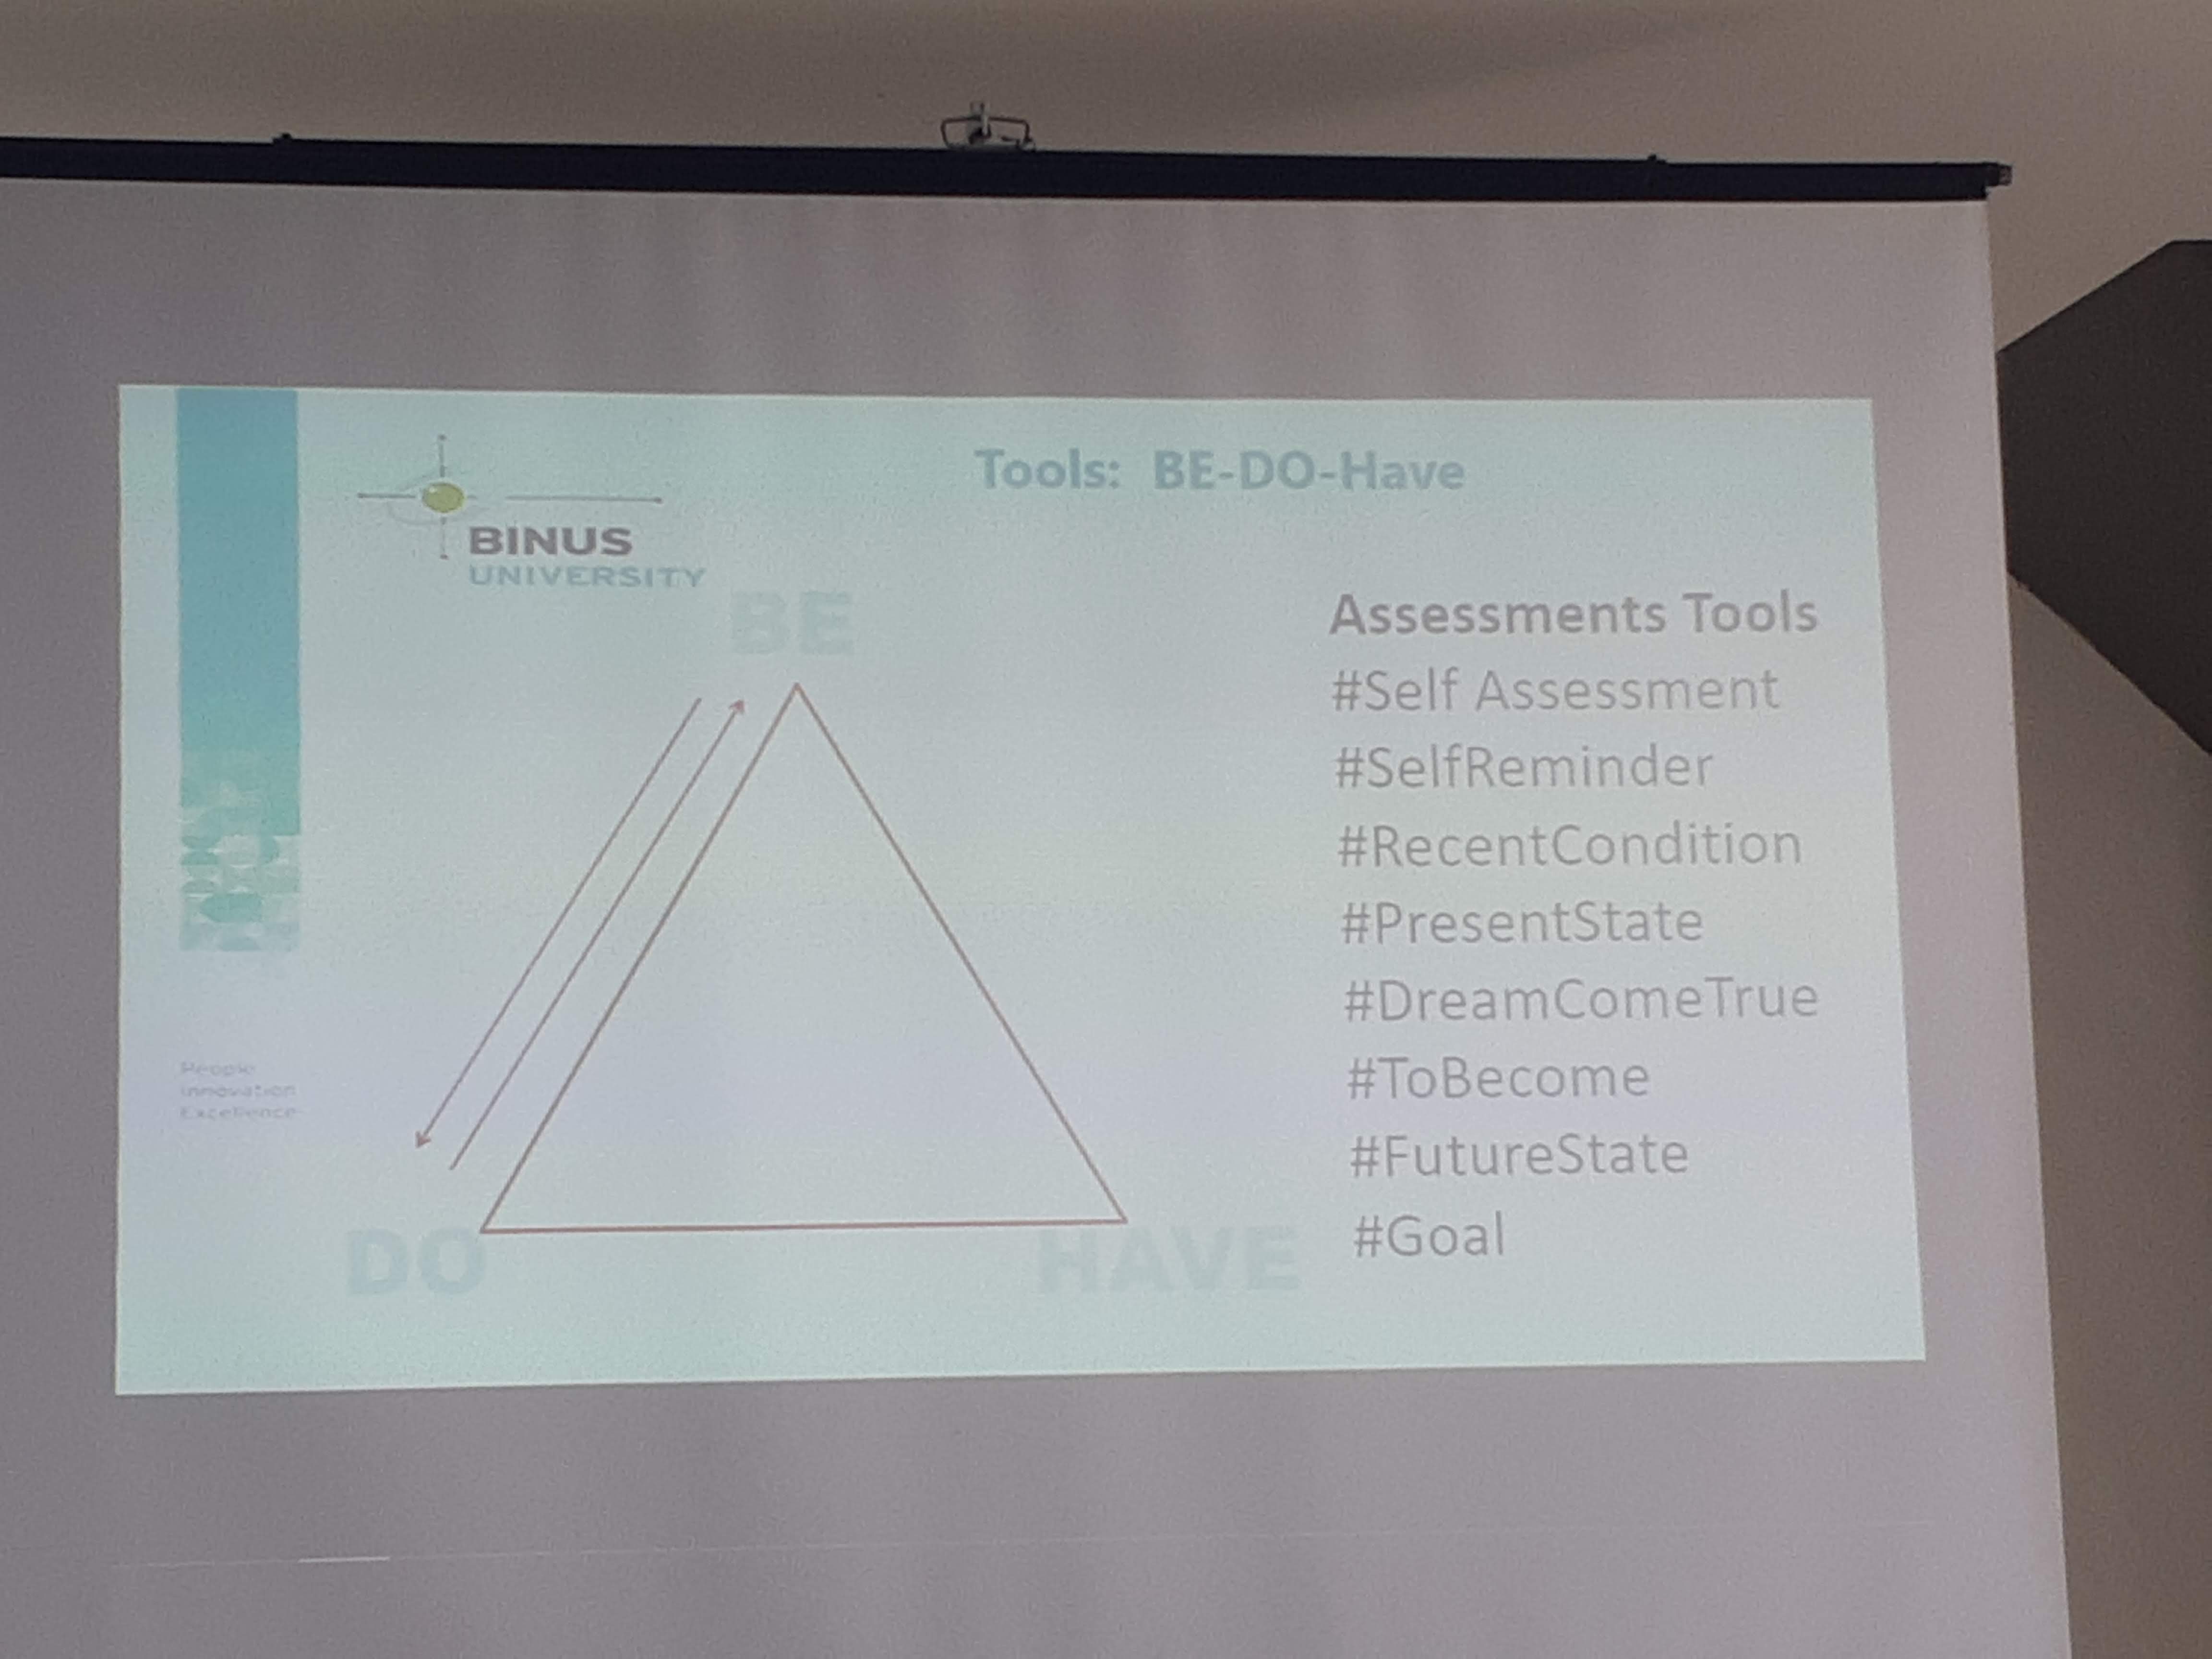 Tools: BE-DO-Have
BINUS
UNIVERSITY
BE
DO
HAVE
Assessments Tools
#Self Assessment
#SelfReminder
#RecentCondition
#PresentState
#DreamComeTrue
#ToBecome
#FutureState
#Goal
People
Innovation
Excellence